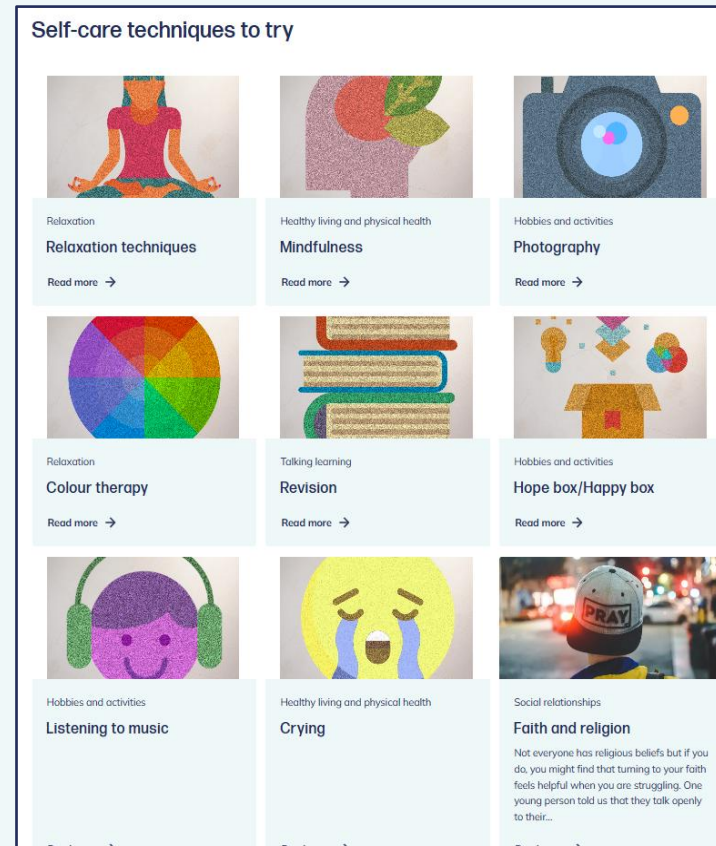 Self-care techniques to try
Relaxation
Relaxation techniques
Read more →
Healthy living and physical health
Mindfulness
Read more →
Hobbies and activities
Photography
Read more →
Relaxation
Colour therapy
Read more →
Talking learning
Revision
Read more →
Hobbies and activities
Hope box/Happy box
Read more →
Hobbies and activities
Listening to music
Healthy living and physical health
Crying
PRAY
Social relationships
Faith and religion
Not everyone has religious beliefs but if you
do, you might find that turning to your faith
feels helpful when you are struggling. One
young person told us that they talk openly
to their...